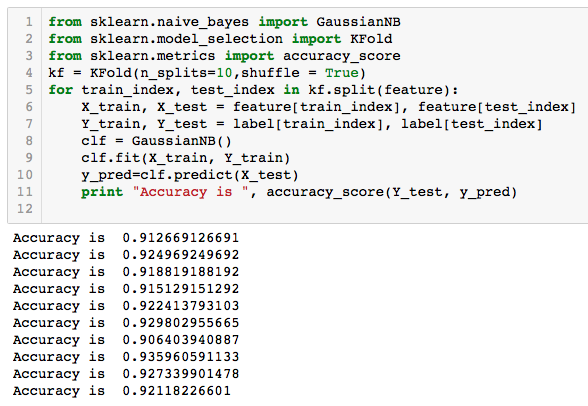 1 from sklearn.naive_bayes import GaussianNB
2 from sklearn.model_selection import KFold
3 from sklearn.metrics import accuracy_score
4 kf = KFold(n_splits=10,shuffle = True)
5 for train_index, test_index in kf.split(feature):
6     X_train, X_test = feature[train_index], feature[test_index]
7     Y_train, Y_test = label[train_index], label[test_index]
8     clf = GaussianNB()
9     clf.fit(X_train, Y_train)
10     y_pred=clf.predict(X_test)
11     print "Accuracy is ", accuracy_score(Y_test, y_pred)
12
Accuracy is  0.912669126691
Accuracy is  0.924969249692
Accuracy is  0.918819188192
Accuracy is  0.915129151292
Accuracy is  0.922413793103
Accuracy is  0.929802955665
Accuracy is  0.906403940887
Accuracy is  0.935960591133
Accuracy is  0.927339901478
Accuracy is  0.92118226601